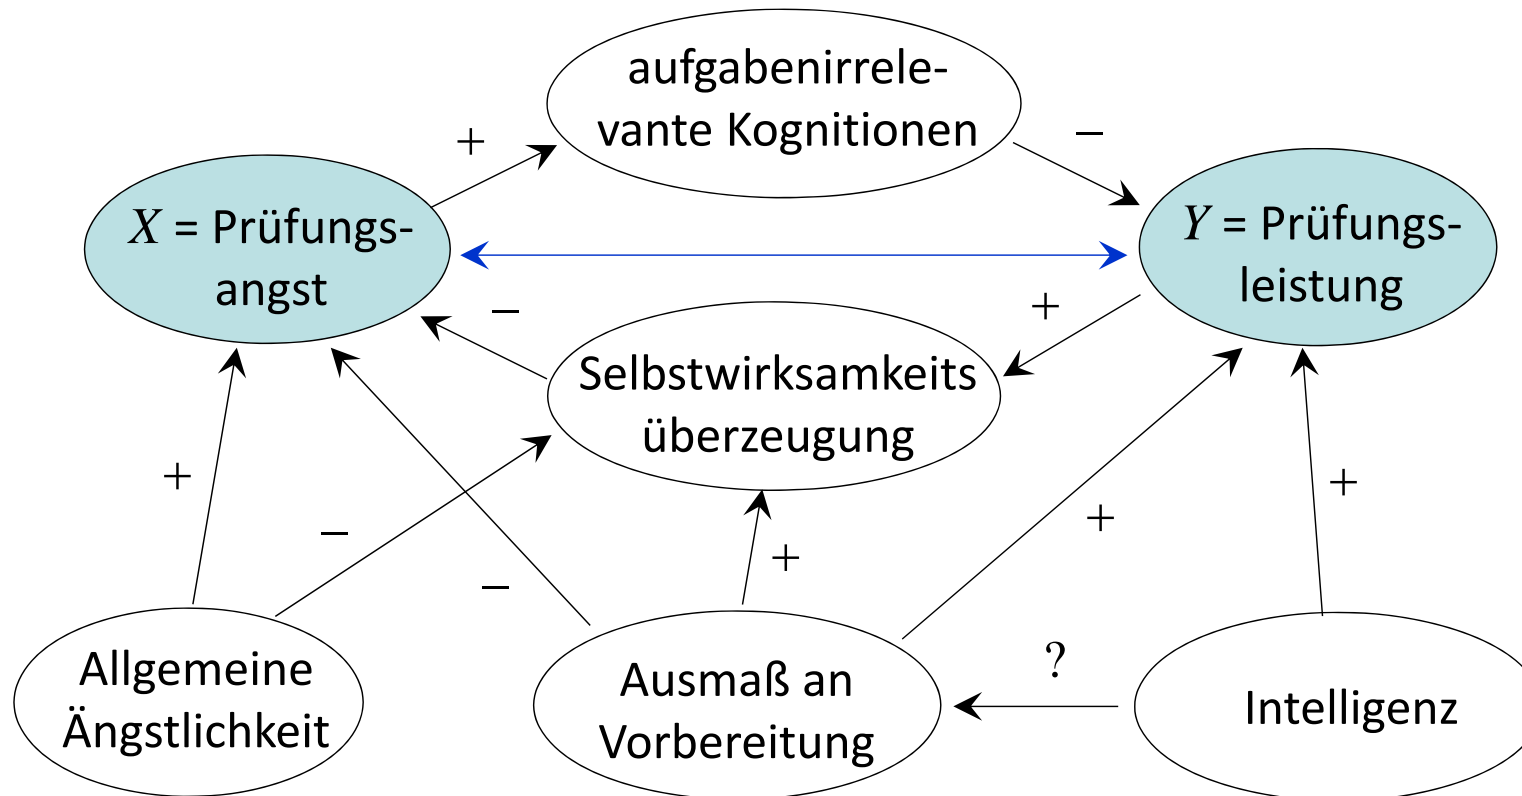 aufgabenirrele-
vante Kognitionen
+
–
X = Prüfungs-
angst
Y = Prüfungs-
leistung
–
+
Selbstwirksamkeits
überzeugung
+
–
–
+
+
+
?
Allgemeine
Ängstlichkeit
Ausmaß an
Vorbereitung
Intelligenz